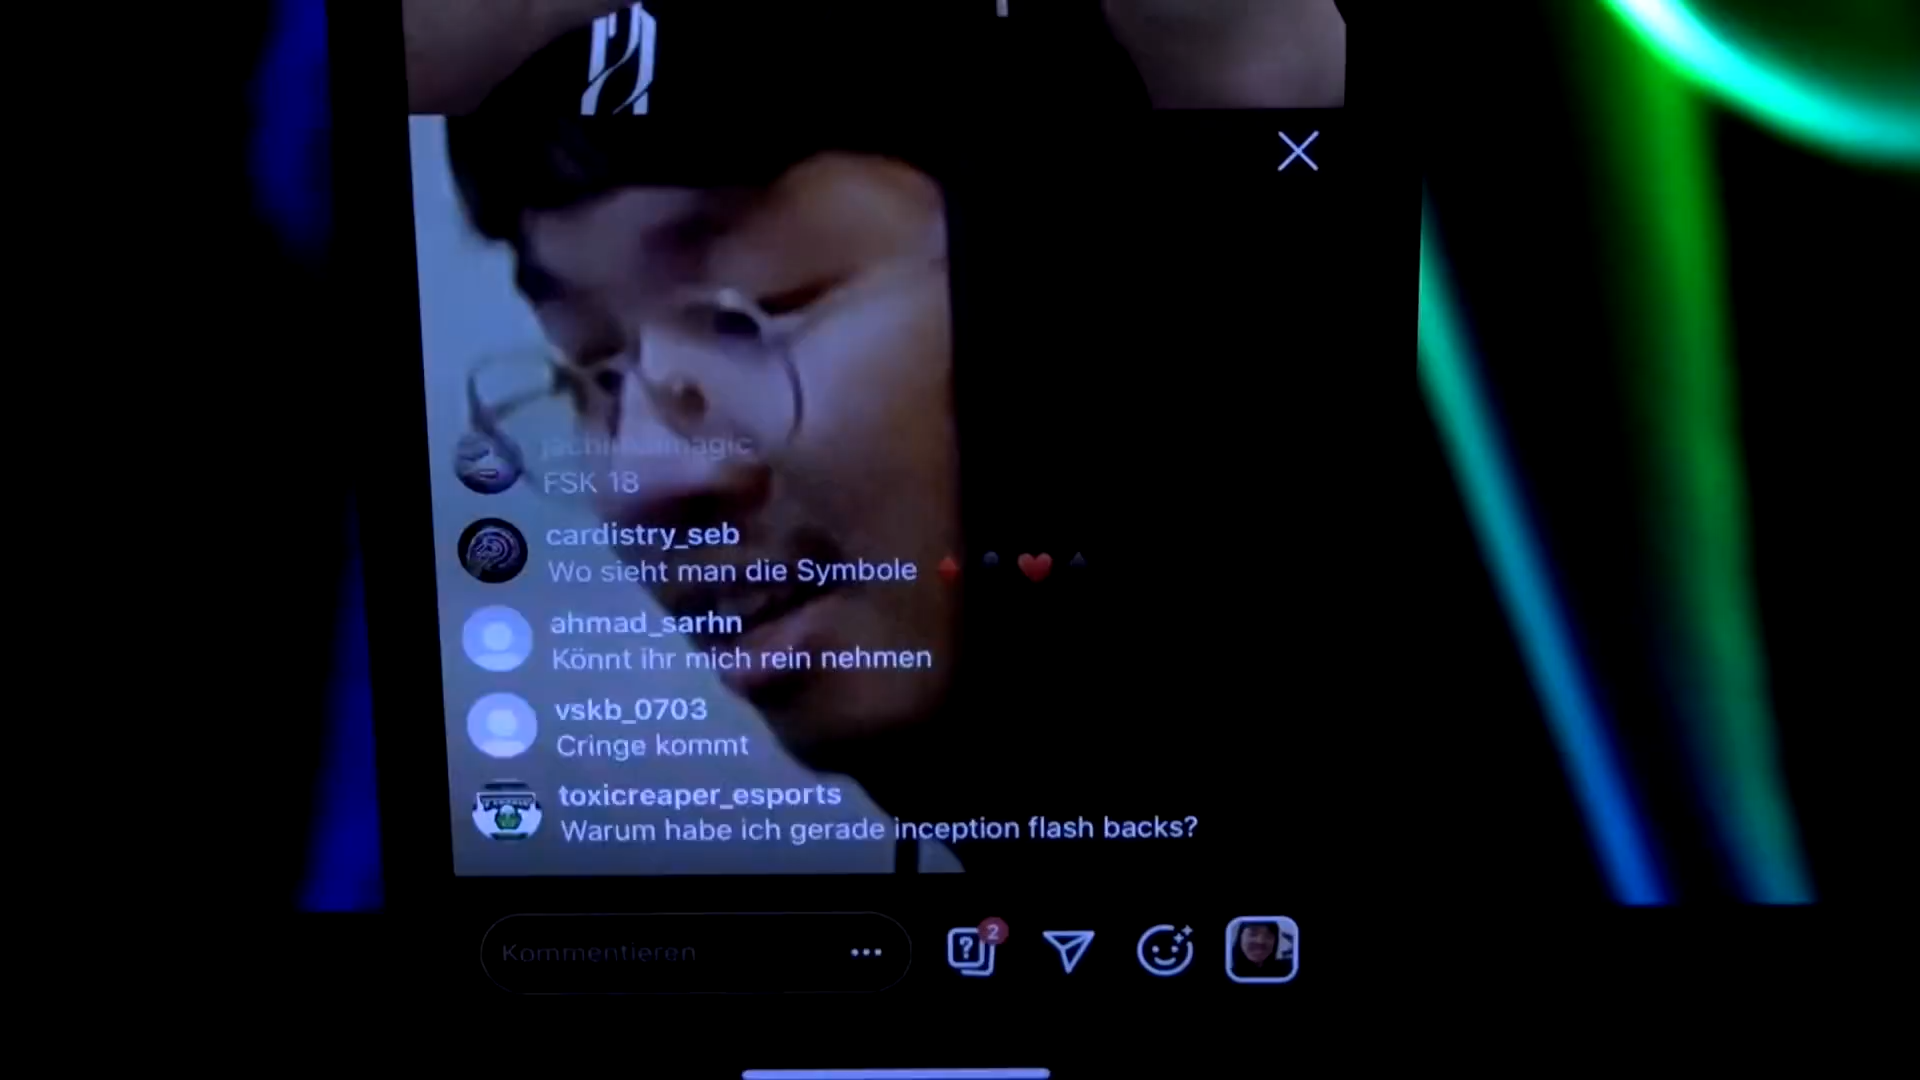 FSK 18
cardistry_seb
Wo sieht man die Symbole ♦️ ♣️ ❤️ ♠️
ahmad_sarhn
Könnt ihr mich rein nehmen
vskb_0703
Cringe kommt
toxicreaper_esports
Warum habe ich gerade inception flash backs?
Kommentieren
2